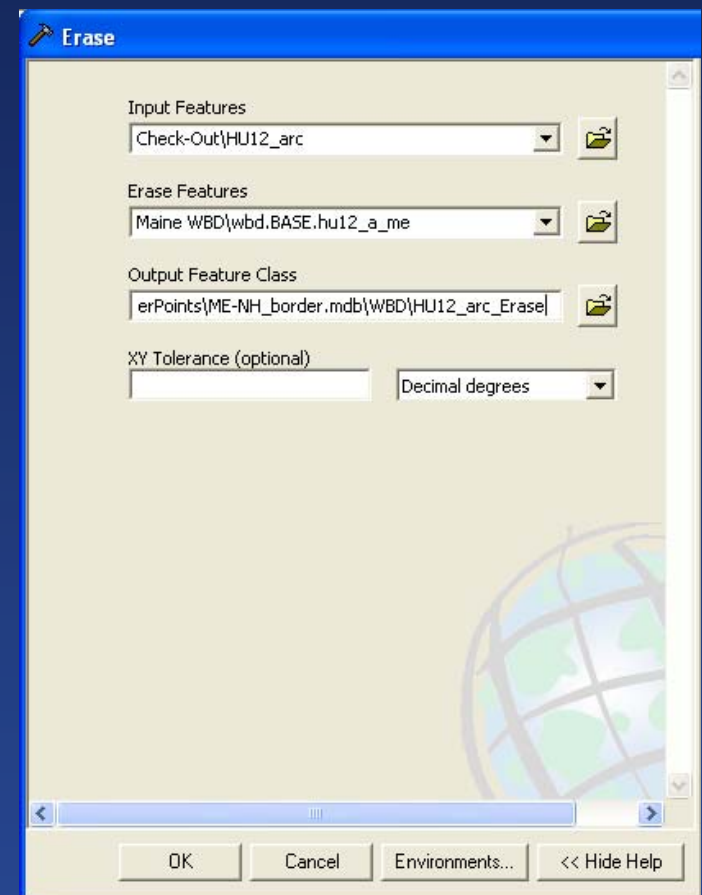 Erase
Input Features
Check-Out\HU12_arc
Erase Features
Maine WBD\wbd.BASE.hu12_a_me
Output Feature Class
erPoints\ME-NH_border.mdb\WBD\HU12_arc_Erase
XY Tolerance (optional)
Decimal degrees
OK Cancel Environments... << Hide Help